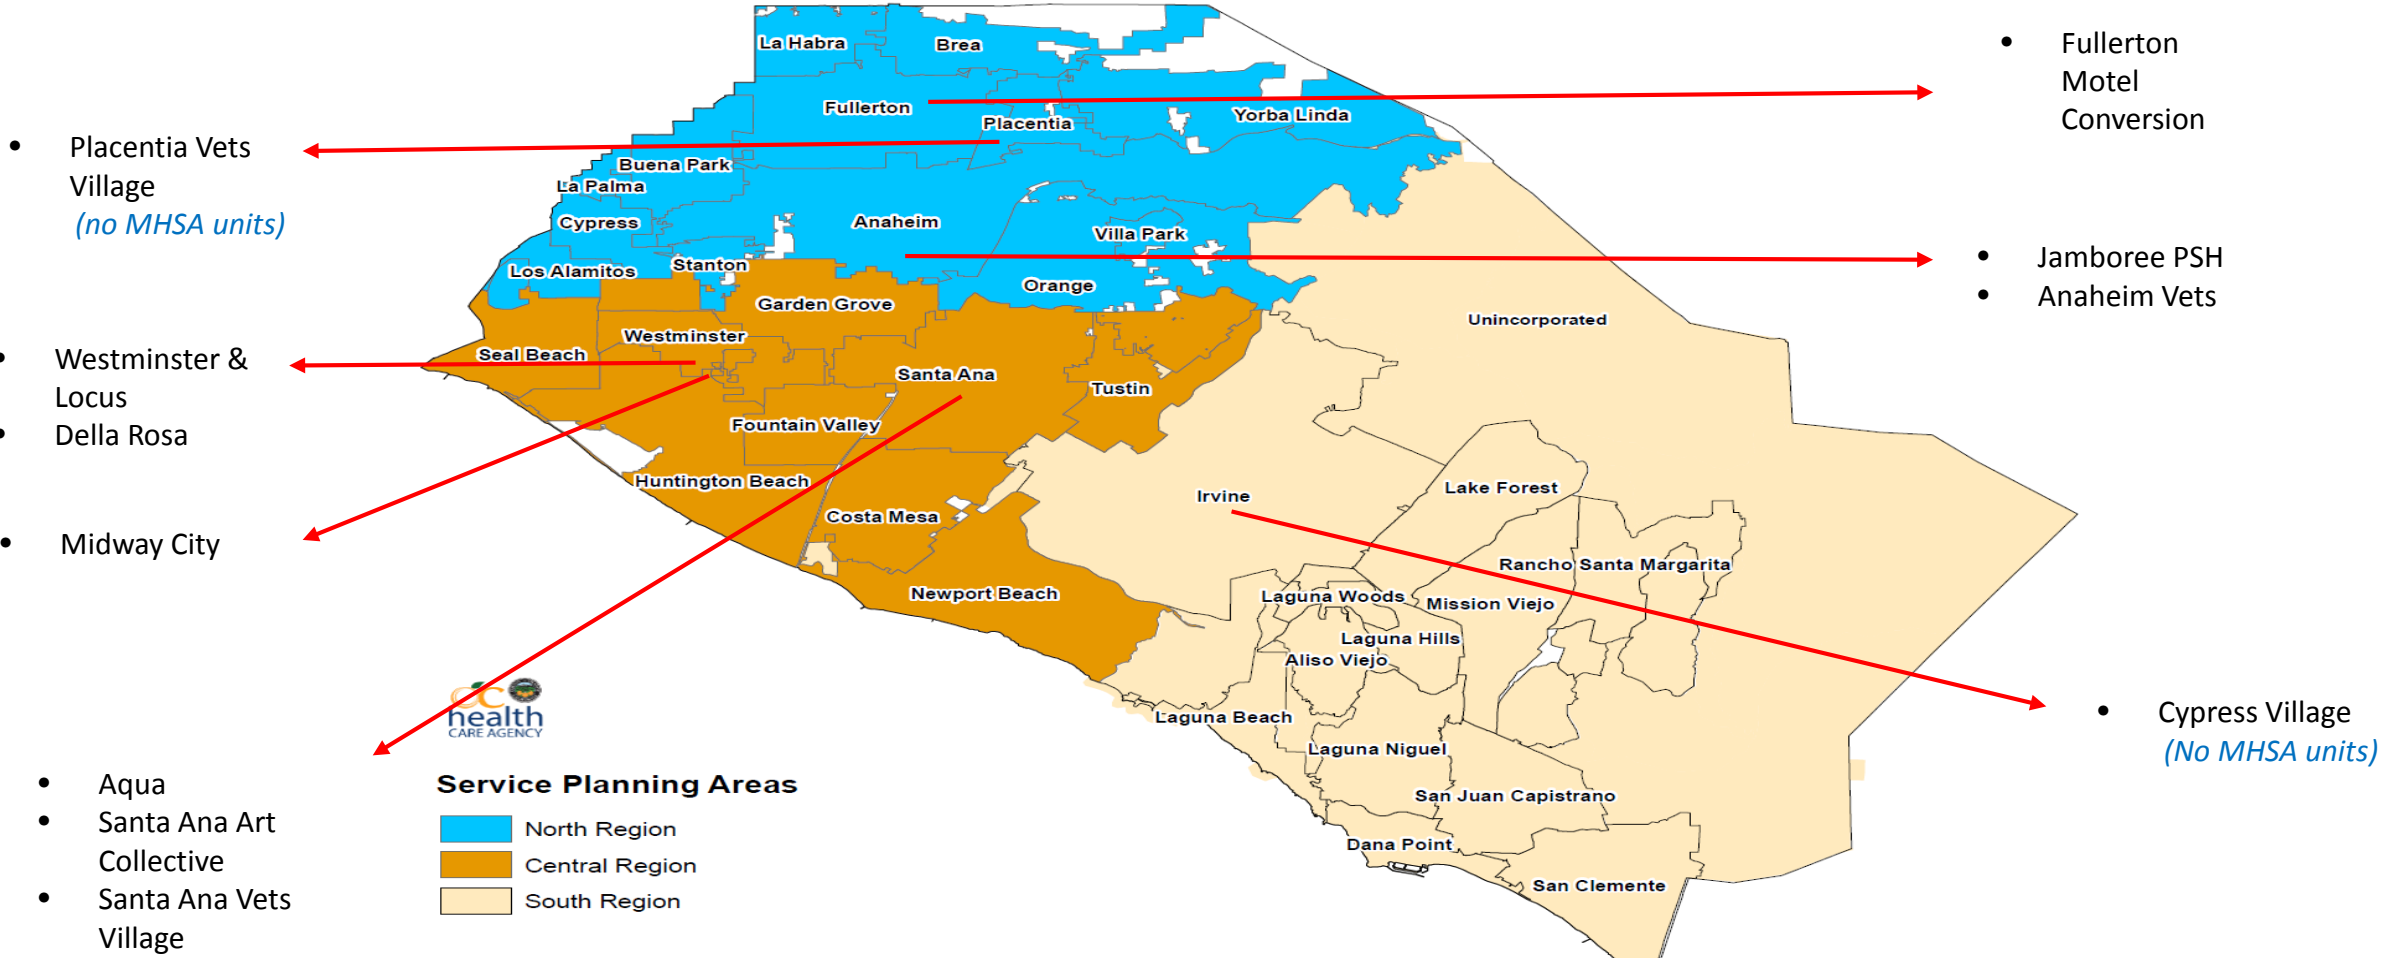 • Placentia Vets
Village
(no MHSA units)
• Westminster &
Locus
• Della Rosa
• Midway City
• Aqua
• Santa Ana Art
Collective
• Santa Ana Vets
Village
La Habra
Brea
Fullerton
Placentia
Yorba Linda
Buena Park
La Palma
Cypress
Anaheim
Villa Park
Los Alamitos
Stanton
Orange
Garden Grove
Westminster
Seal Beach
Santa Ana
Tustin
Fountain Valley
Huntington Beach
Costa Mesa
Newport Beach
Unincorporated
Irvine
Lake Forest
Rancho Santa Margarita
Laguna Woods
Mission Viejo
Laguna Hills
Aliso Viejo
Laguna Beach
Laguna Niguel
San Juan Capistrano
Dana Point
San Clemente
OC
health
CARE AGENCY
Service Planning Areas
North Region
Central Region
South Region
• Fullerton
Motel
Conversion
• Jamboree PSH
• Anaheim Vets
• Cypress Village
(No MHSA units)